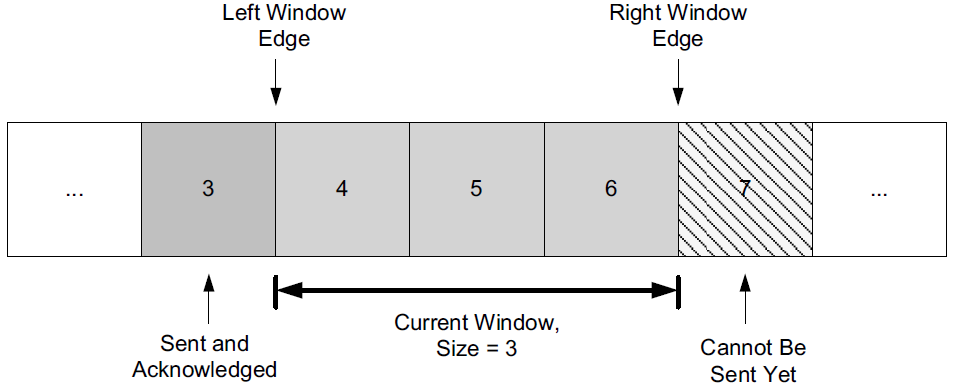 Left Window
Edge
Right Window
Edge
...
3
4
5
6
7
...
Sent and
Acknowledged
Current Window,
Size = 3
Cannot Be
Sent Yet